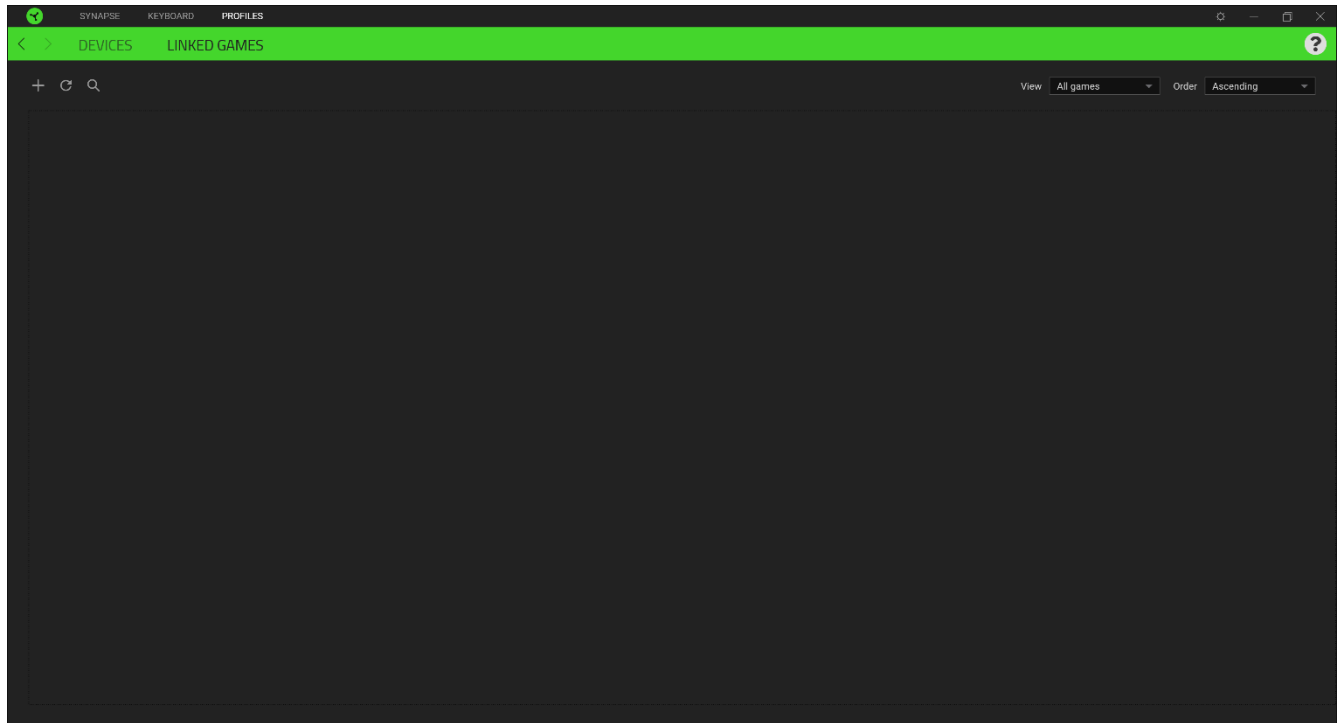 SYNAPSE KEYBOARD PROFILES
DEVICES LINKED GAMES ?
View All games Order Ascending